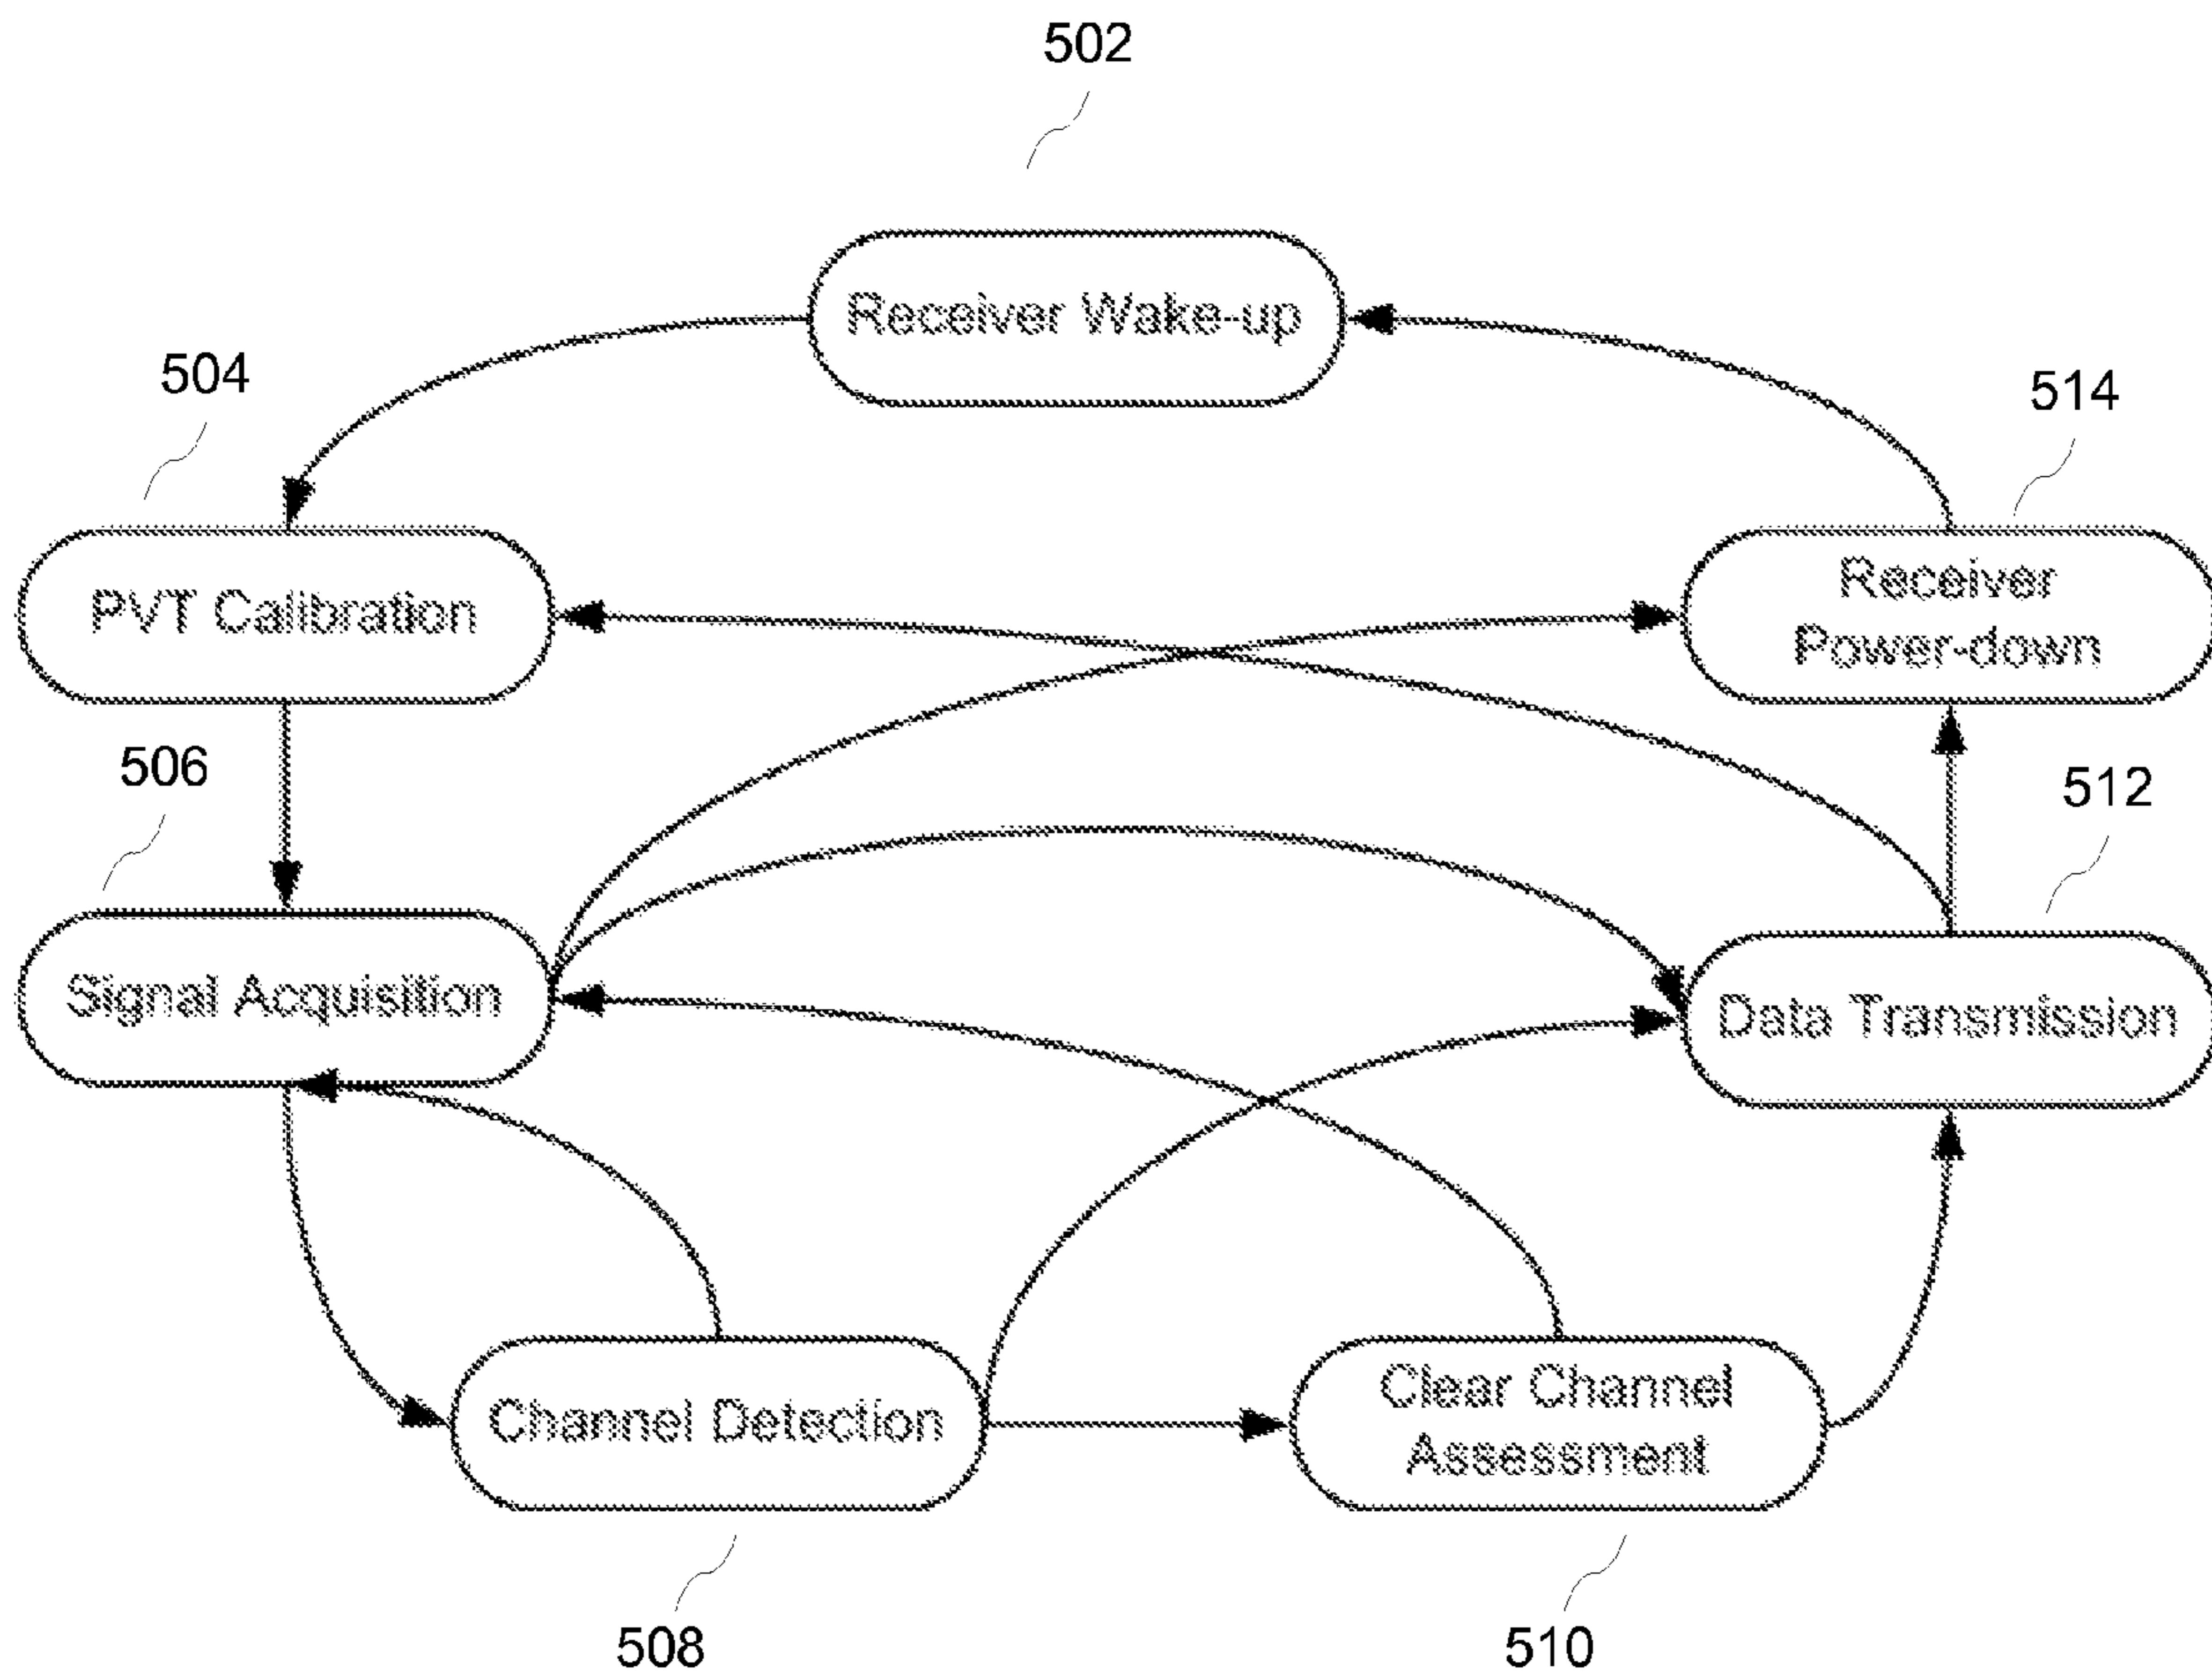 502
Receiver Wake-up
504
514
PVT Calibration
Receiver
Power-down
506
512
Signal Acquisition
Data Transmission
Channel Detection
Clear Channel
Assessment
508
510